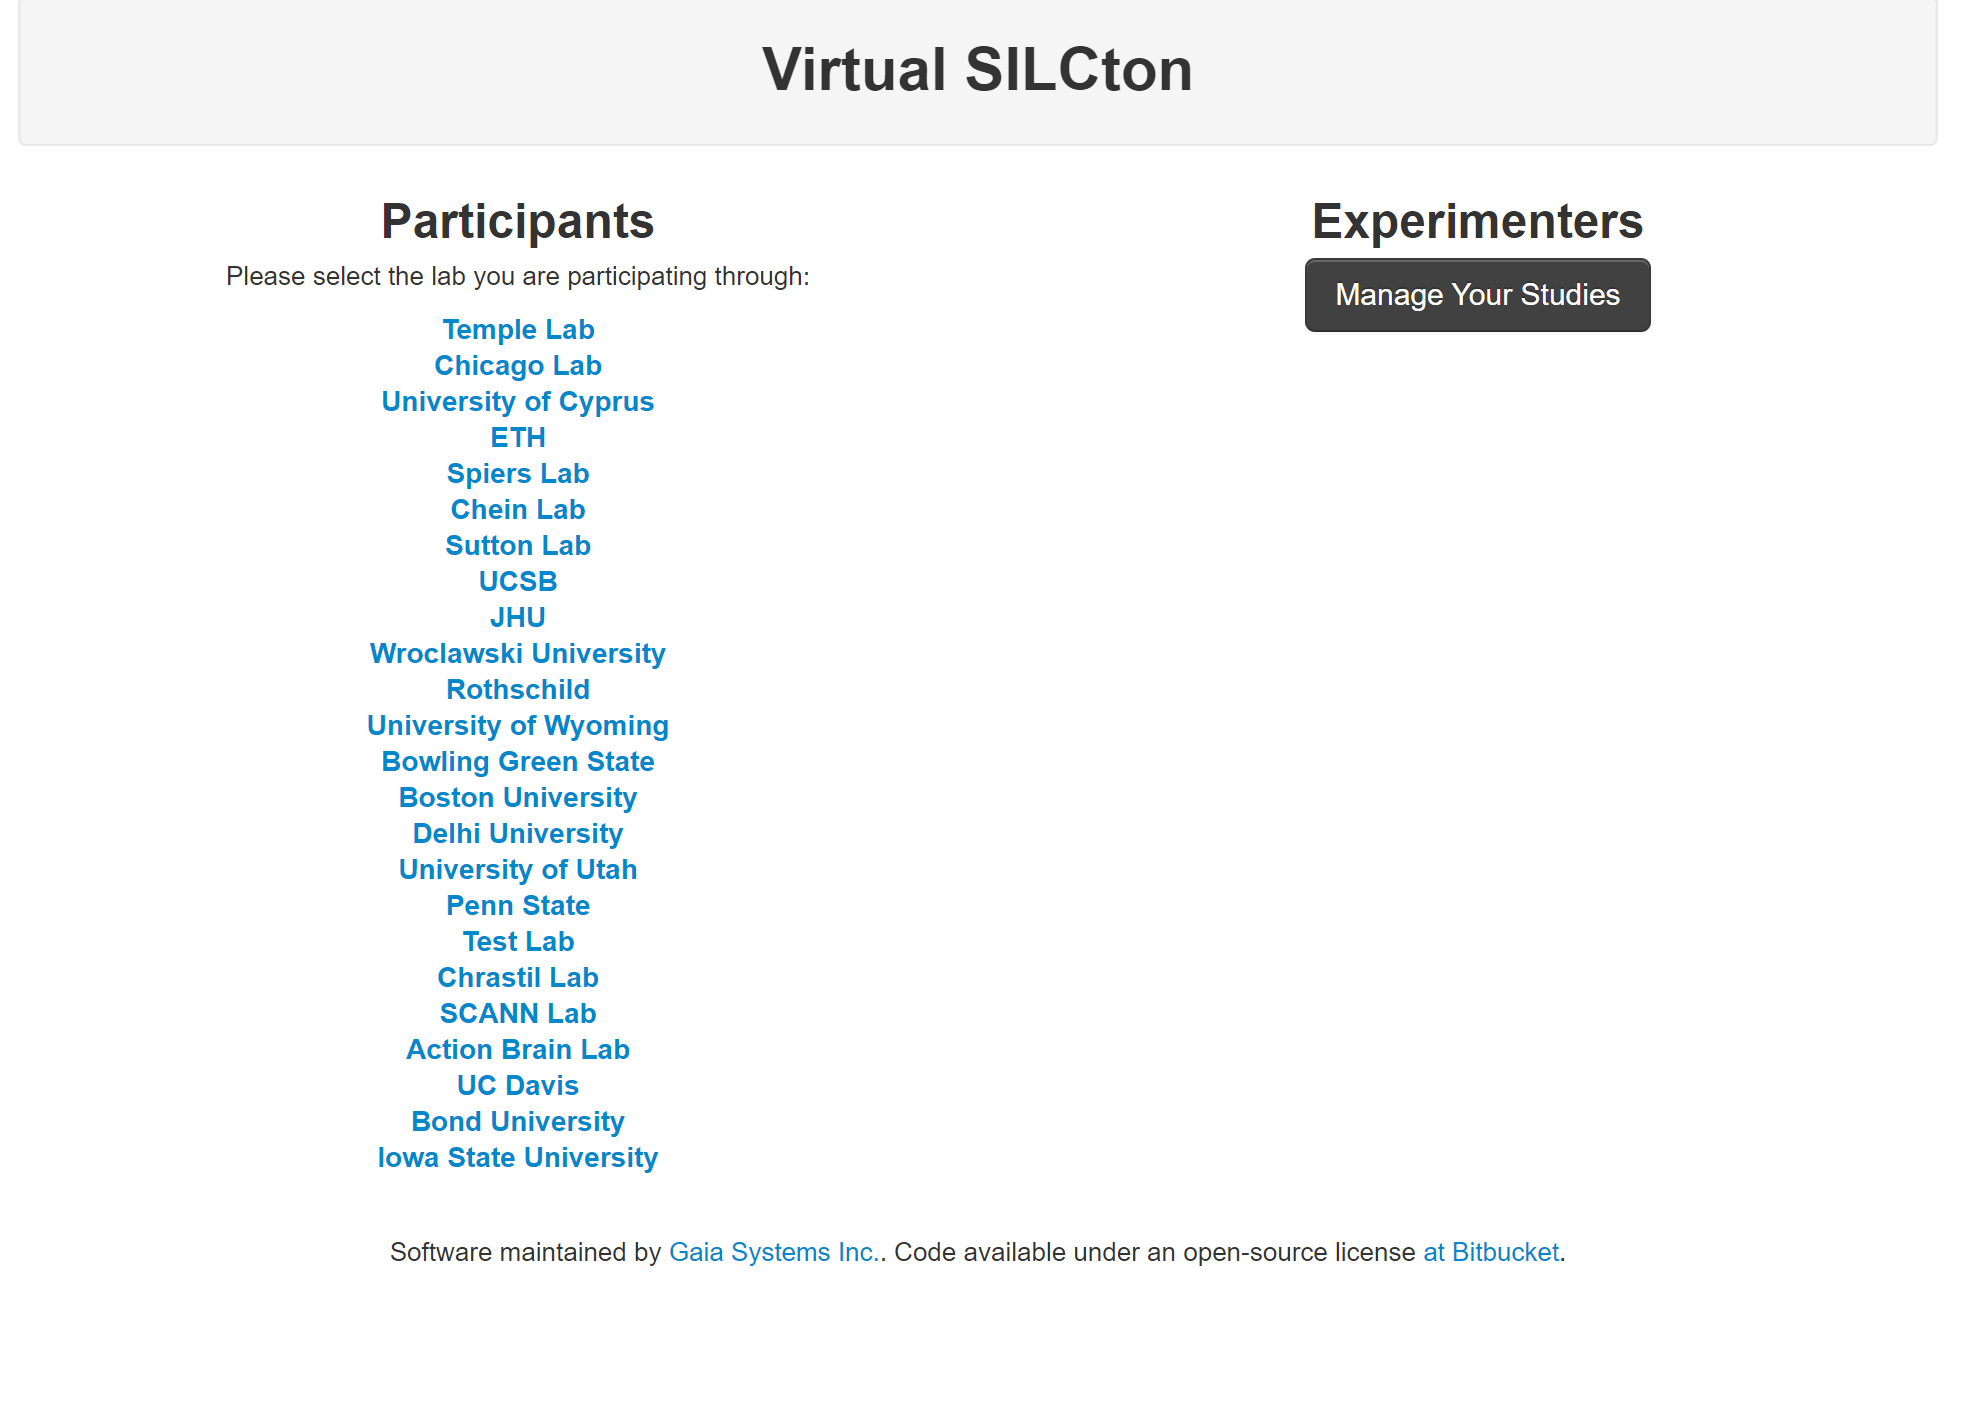 Virtual SILCton
Participants
Please select the lab you are participating through:
Temple Lab
Chicago Lab
University of Cyprus
ETH
Spiers Lab
Chein Lab
Sutton Lab
UCSB
JHU
Wroclawski University
Rothschild
University of Wyoming
Bowling Green State
Boston University
Delhi University
University of Utah
Penn State
Test Lab
Chrastil Lab
SCANN Lab
Action Brain Lab
UC Davis
Bond University
Iowa State University
Experimenters
Manage Your Studies
Software maintained by Gaia Systems Inc.. Code available under an open-source license at Bitbucket.